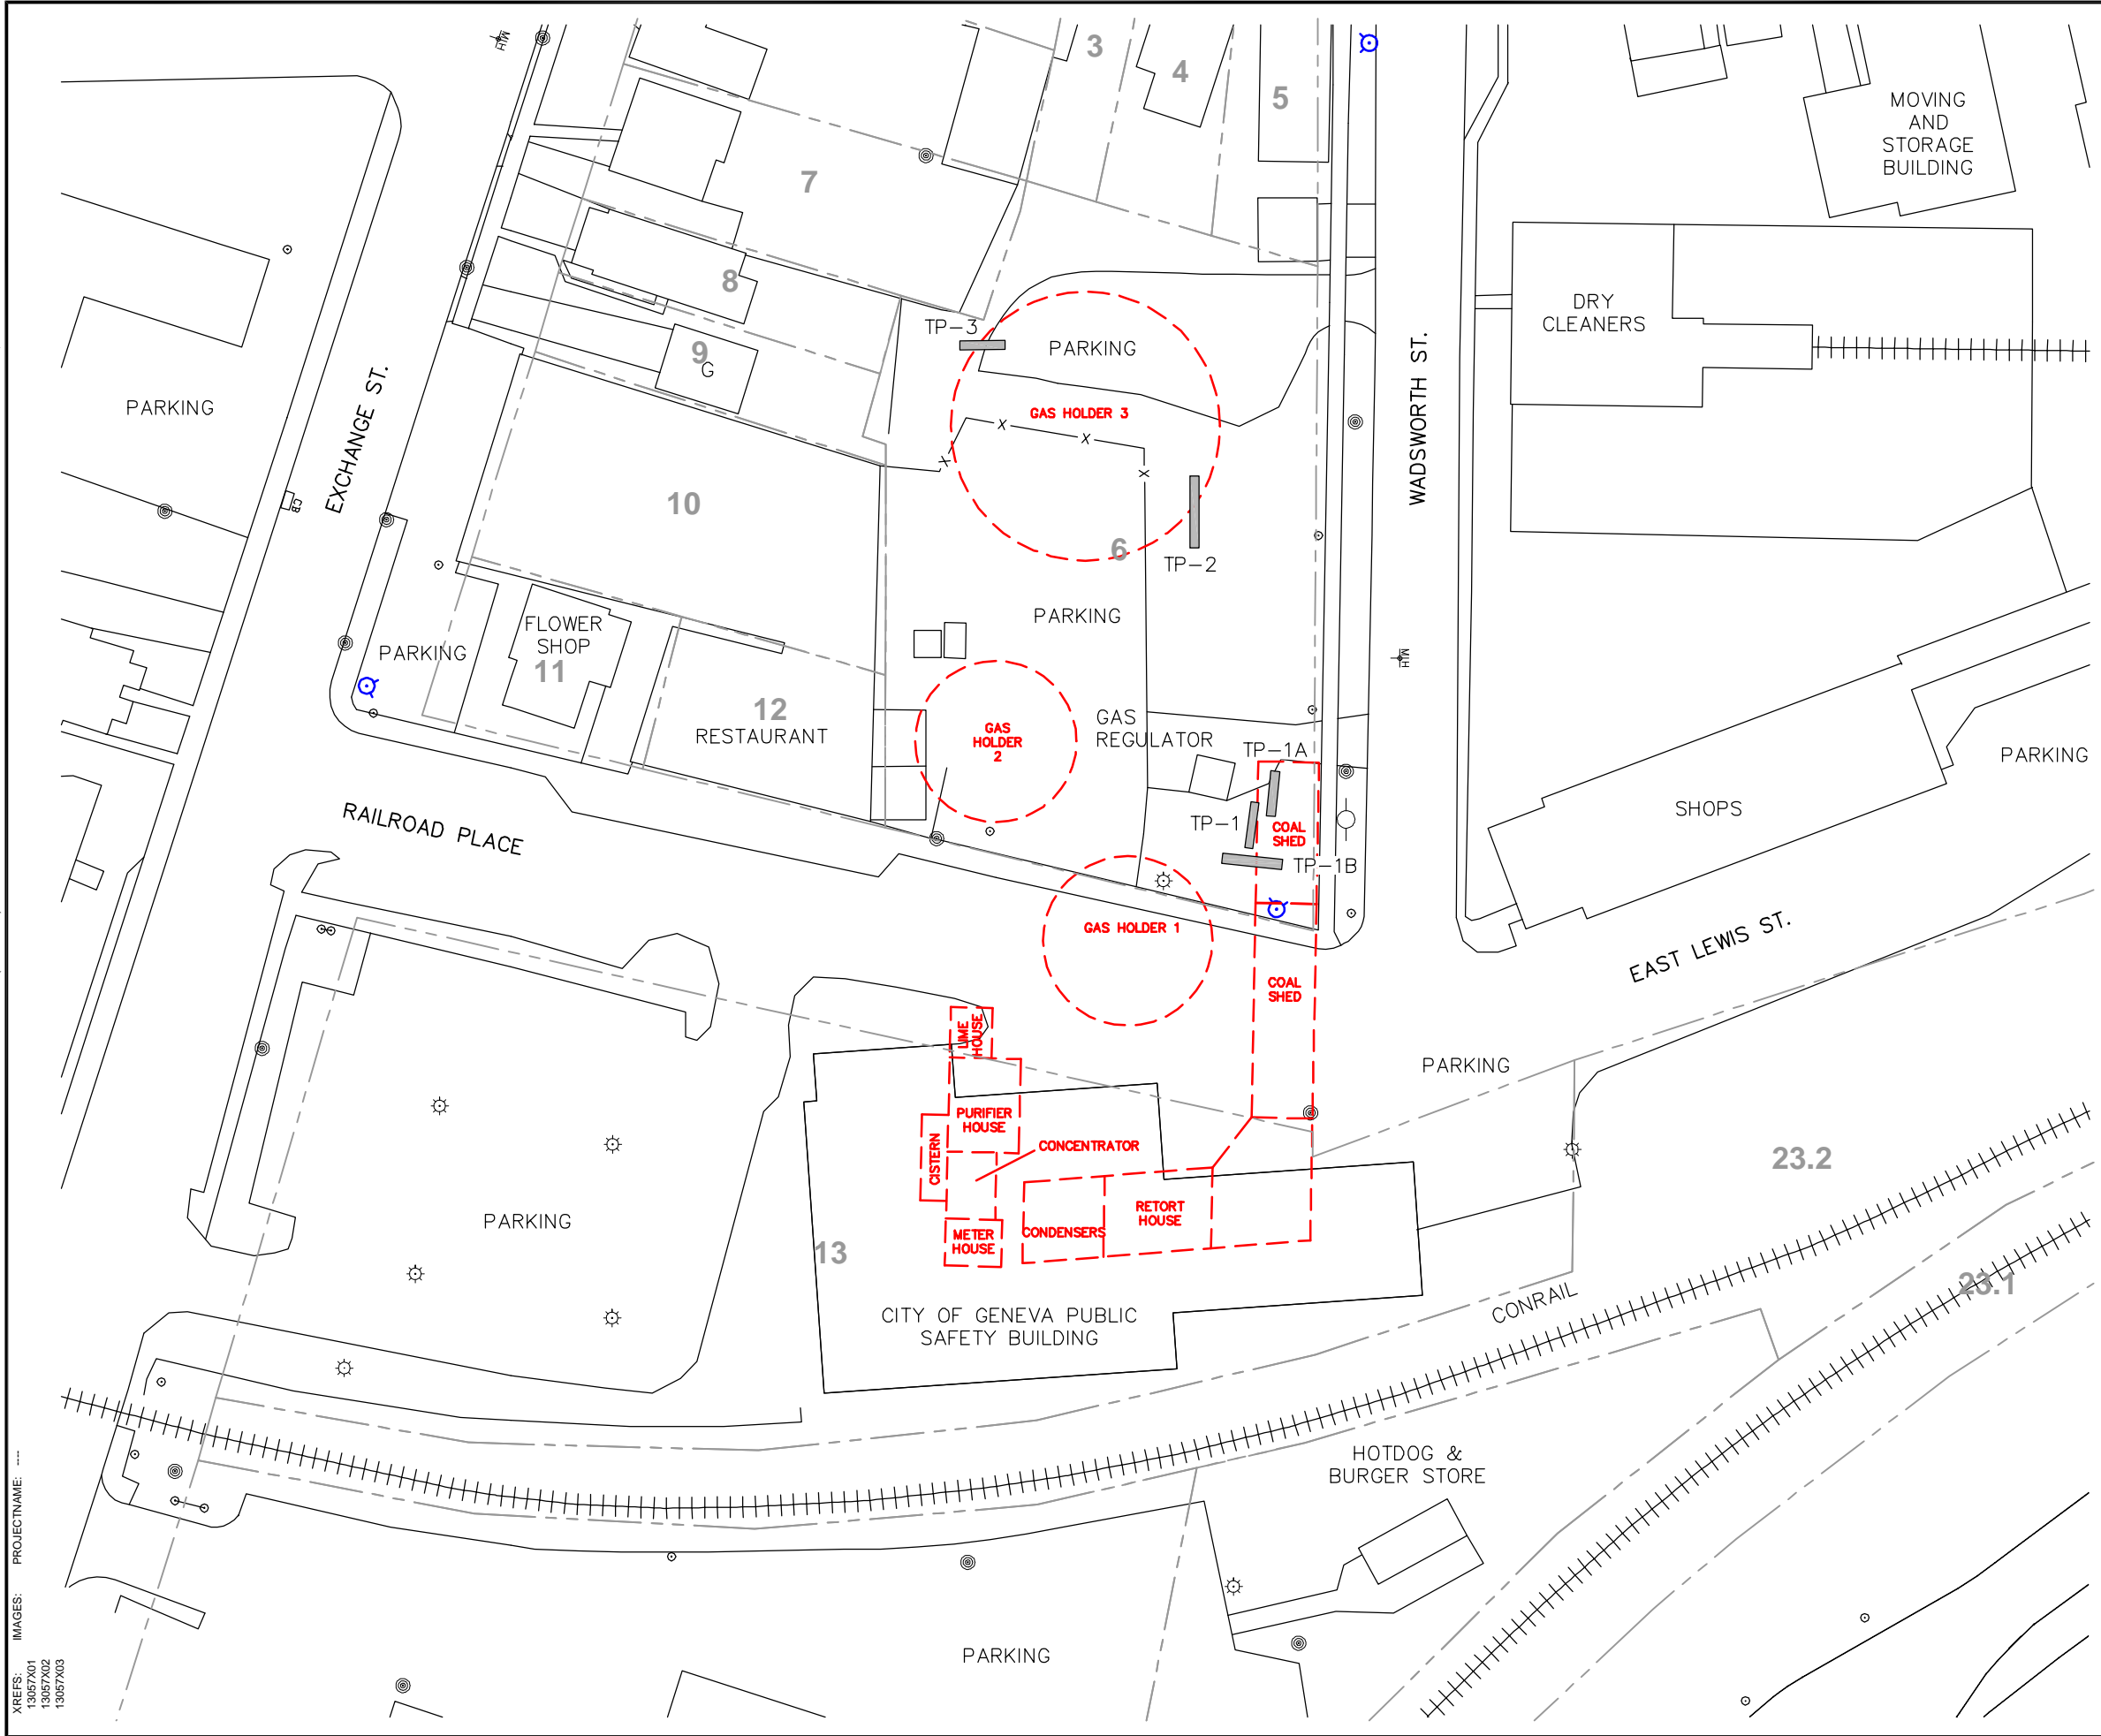 MH
3
4
5
MOVING
AND
STORAGE
BUILDING
7
8
DRY
CLEANERS
TP-3
PARKING
9
G
WADSWORTH ST.
PARKING
EXCHANGE ST.
GAS HOLDER 3
X
X
X
X
CB
10
6
TP-2
PARKING
FLOWER
SHOP
PARKING
11
MH
12
RESTAURANT
GAS
HOLDER
2
GAS
REGULATOR
TP-1A
PARKING
SHOPS
RAILROAD PLACE
TP-1
COAL
SHED
TP-1B
GAS HOLDER 1
EAST LEWIS ST.
COAL
SHED
LIME
HOUSE
PARKING
PURIFIER
HOUSE
CONCENTRATOR
CISTERN
23.2
RETORT
HOUSE
PARKING
CONDENSERS
METER
HOUSE
13
23.1
CONRAIL
CITY OF GENEVA PUBLIC
SAFETY BUILDING
HOTDOG &
BURGER STORE
PARKING
XREFS:
13057X01
13057X02
13057X03
IMAGES:
PROJECTNAME: ---